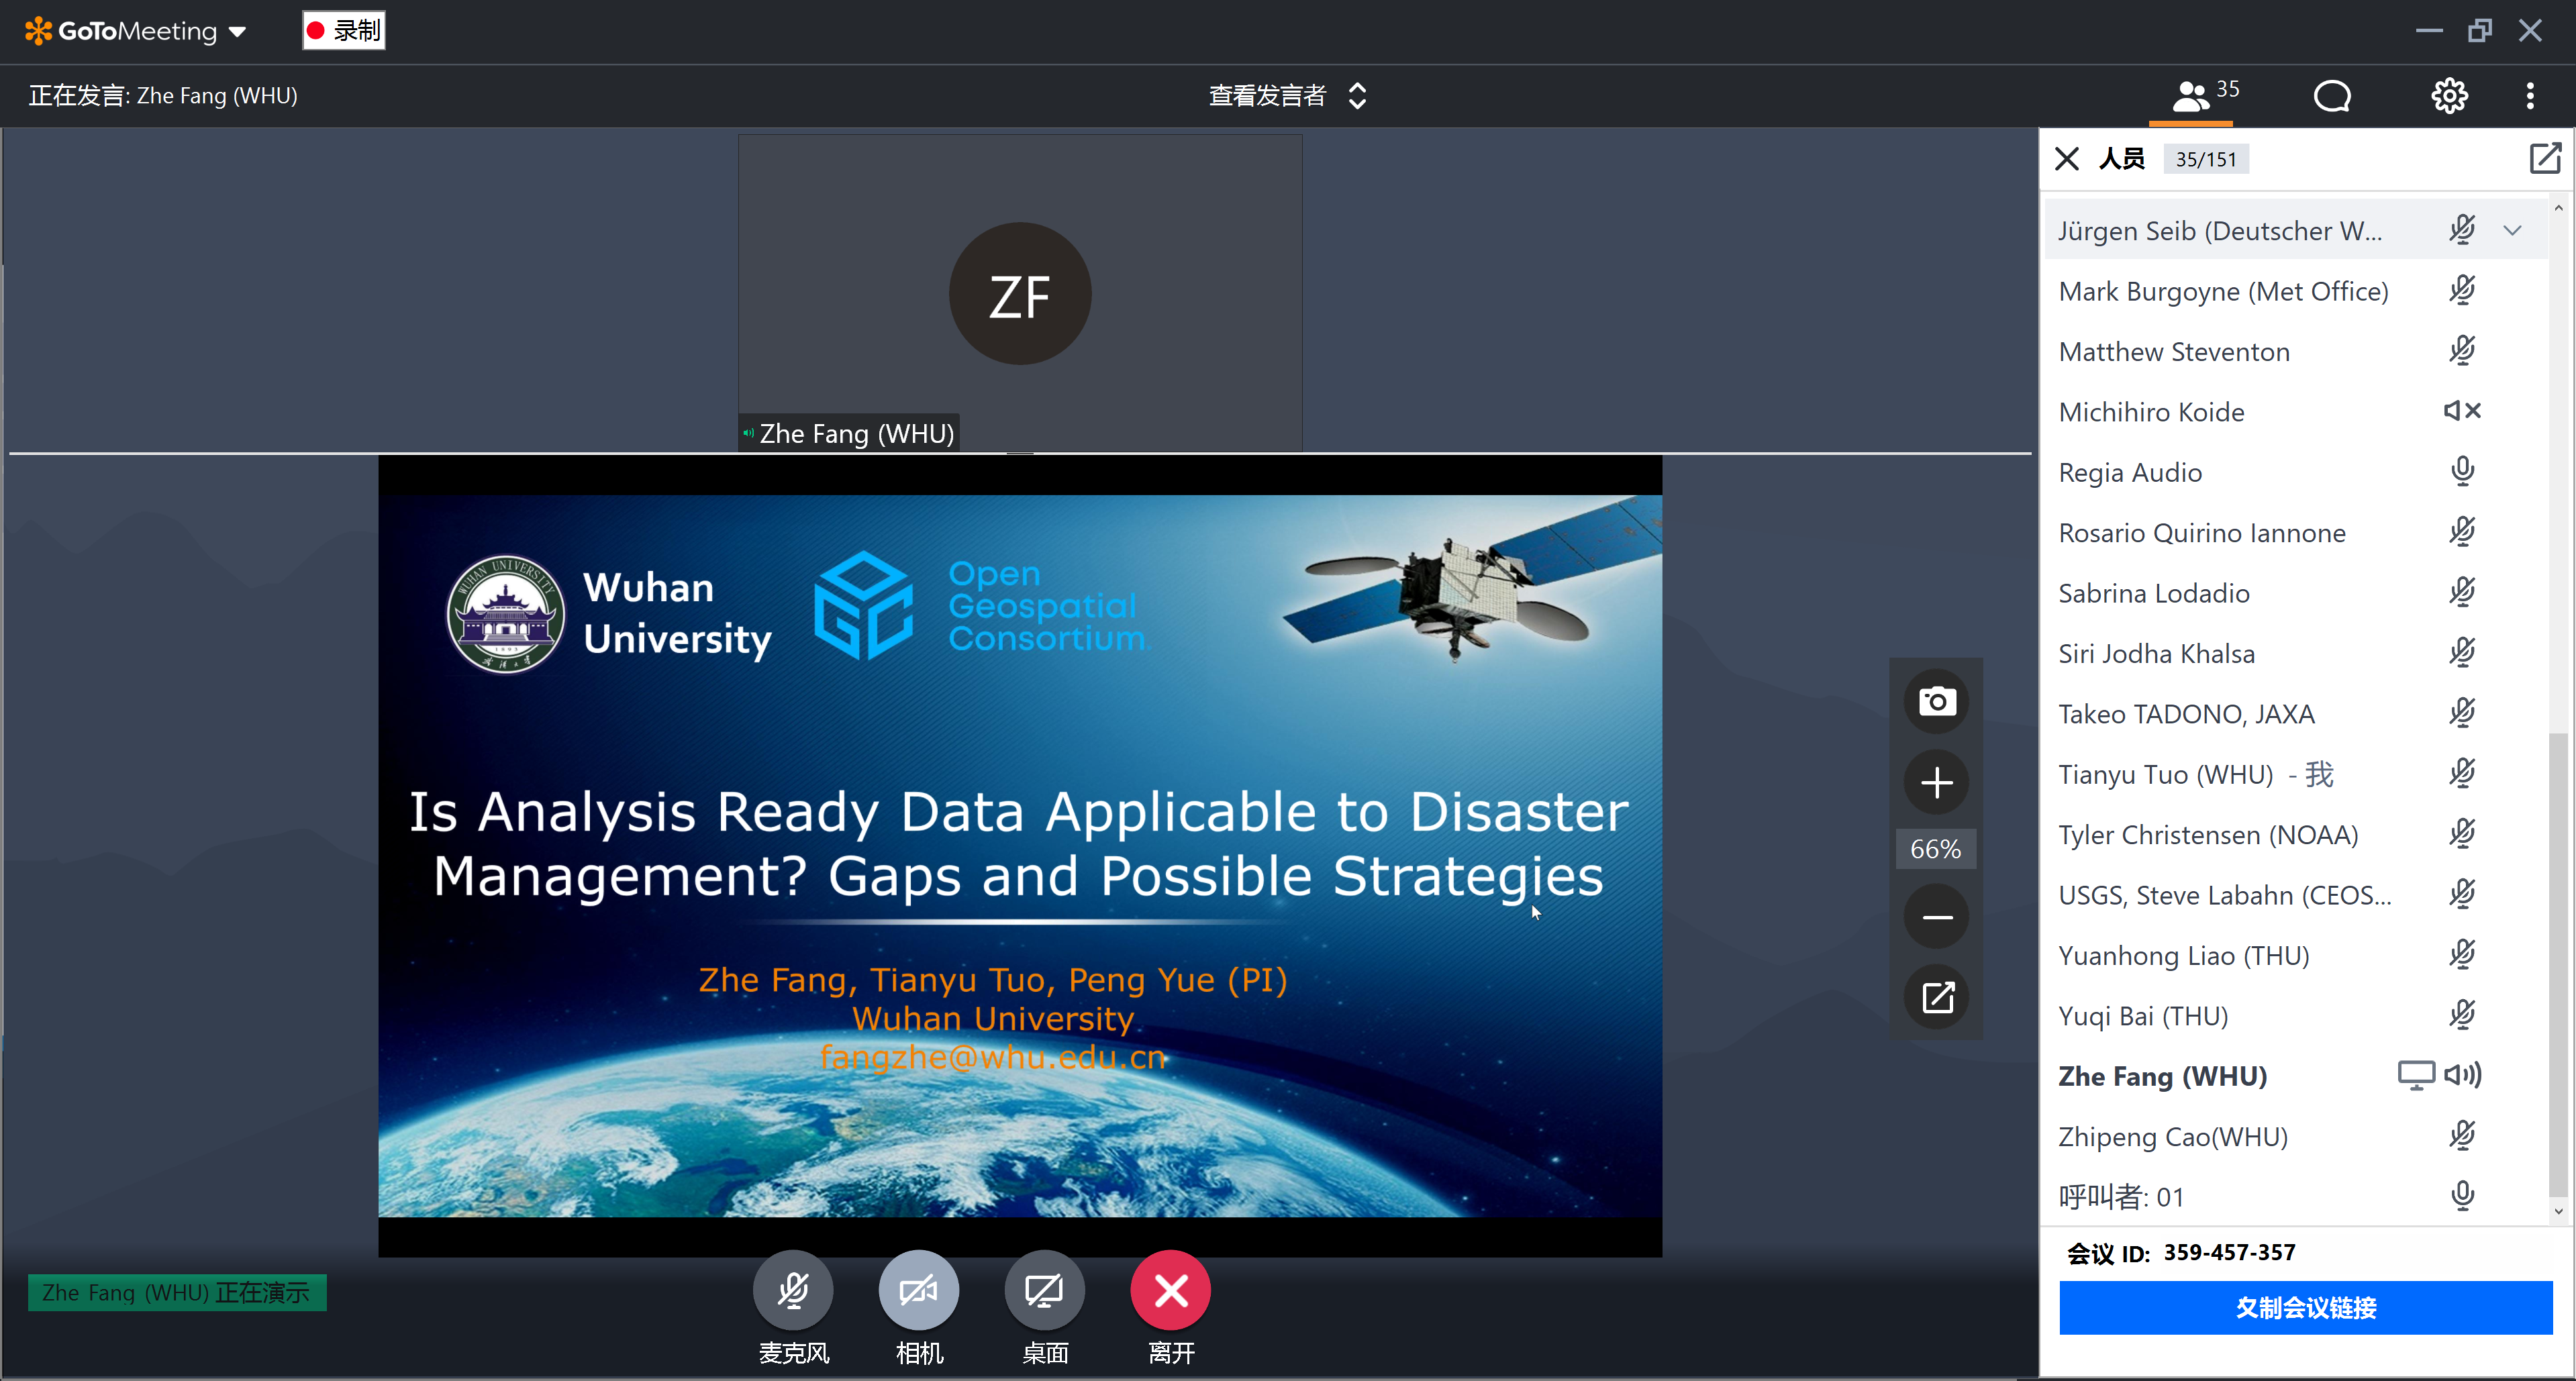 GoToMeeting
录制
正在发言: Zhe Fang (WHU)
查看发言者
35
ZF
Zhe Fang (WHU)
WUHAN UNIVERSITY
1893
Wuhan
University
OGC
Open
Geospatial
Consortium
Is Analysis Ready Data Applicable to Disaster
Management? Gaps and Possible Strategies
Zhe Fang, Tianyu Tuo, Peng Yue (PI)
Wuhan University
fangzhe@whu.edu.cn
66%
Zhe Fang (WHU) 正在演示
麦克风
相机
桌面
离开
人员 35/151
Jürgen Seib (Deutscher W...
Mark Burgoyne (Met Office)
Matthew Steventon
Michihiro Koide
Regia Audio
Rosario Quirino Iannone
Sabrina Lodadio
Siri Jodha Khalsa
Takeo TADONO, JAXA
Tianyu Tuo (WHU) - 我
Tyler Christensen (NOAA)
USGS, Steve Labahn (CEOS...
Yuanhong Liao (THU)
Yuqi Bai (THU)
Zhe Fang (WHU)
Zhipeng Cao(WHU)
呼叫者: 01
会议 ID: 359-457-357
复制会议链接